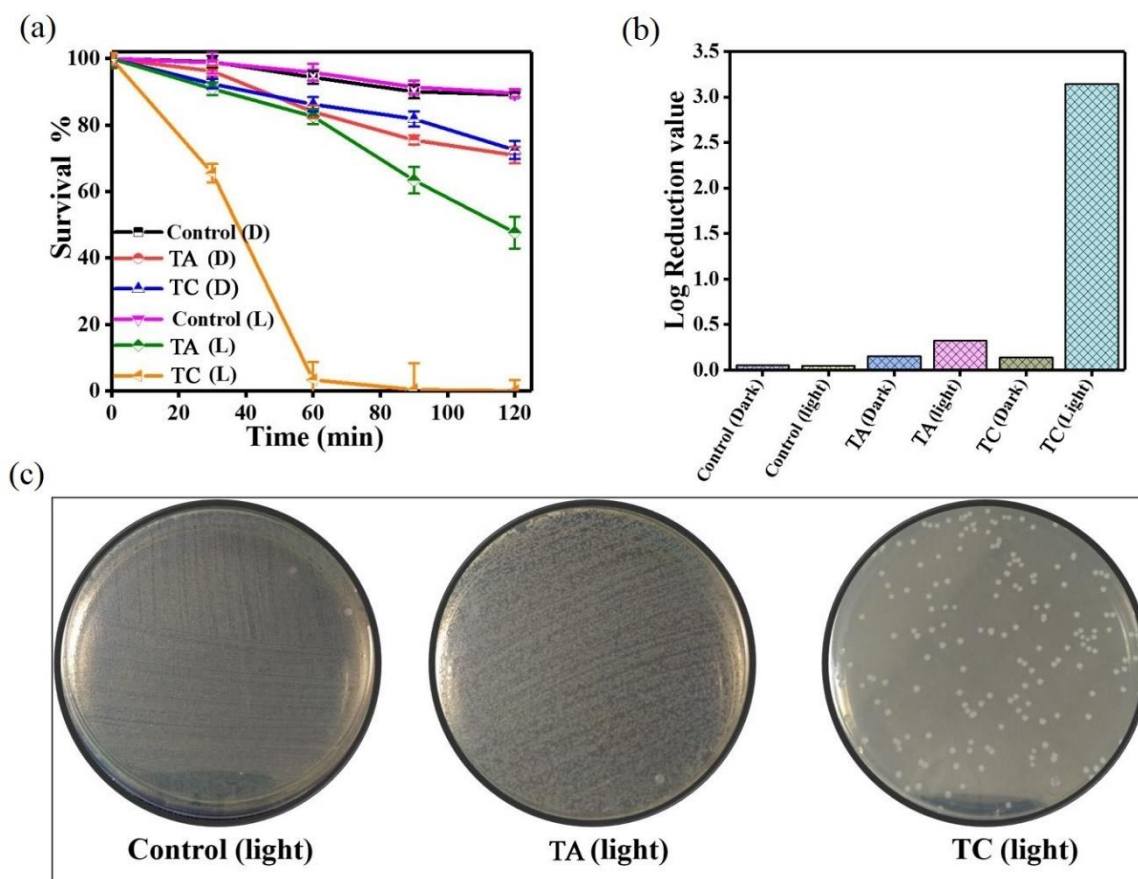 (a)
Survival %
100
80
60
40
20
0
Control (D)
TA (D)
TC (D)
Control (L)
TA (L)
TC (L)
0 20 40 60 80 100 120
Time (min)
(b)
Log Reduction value
3.5
3.0
2.5
2.0
1.5
1.0
0.5
0.0
Control (Dark)
Control (light)
TA (Dark)
TA (light)
TC (Dark)
TC (Light)
(c)
Control (light) TA (light) TC (light)